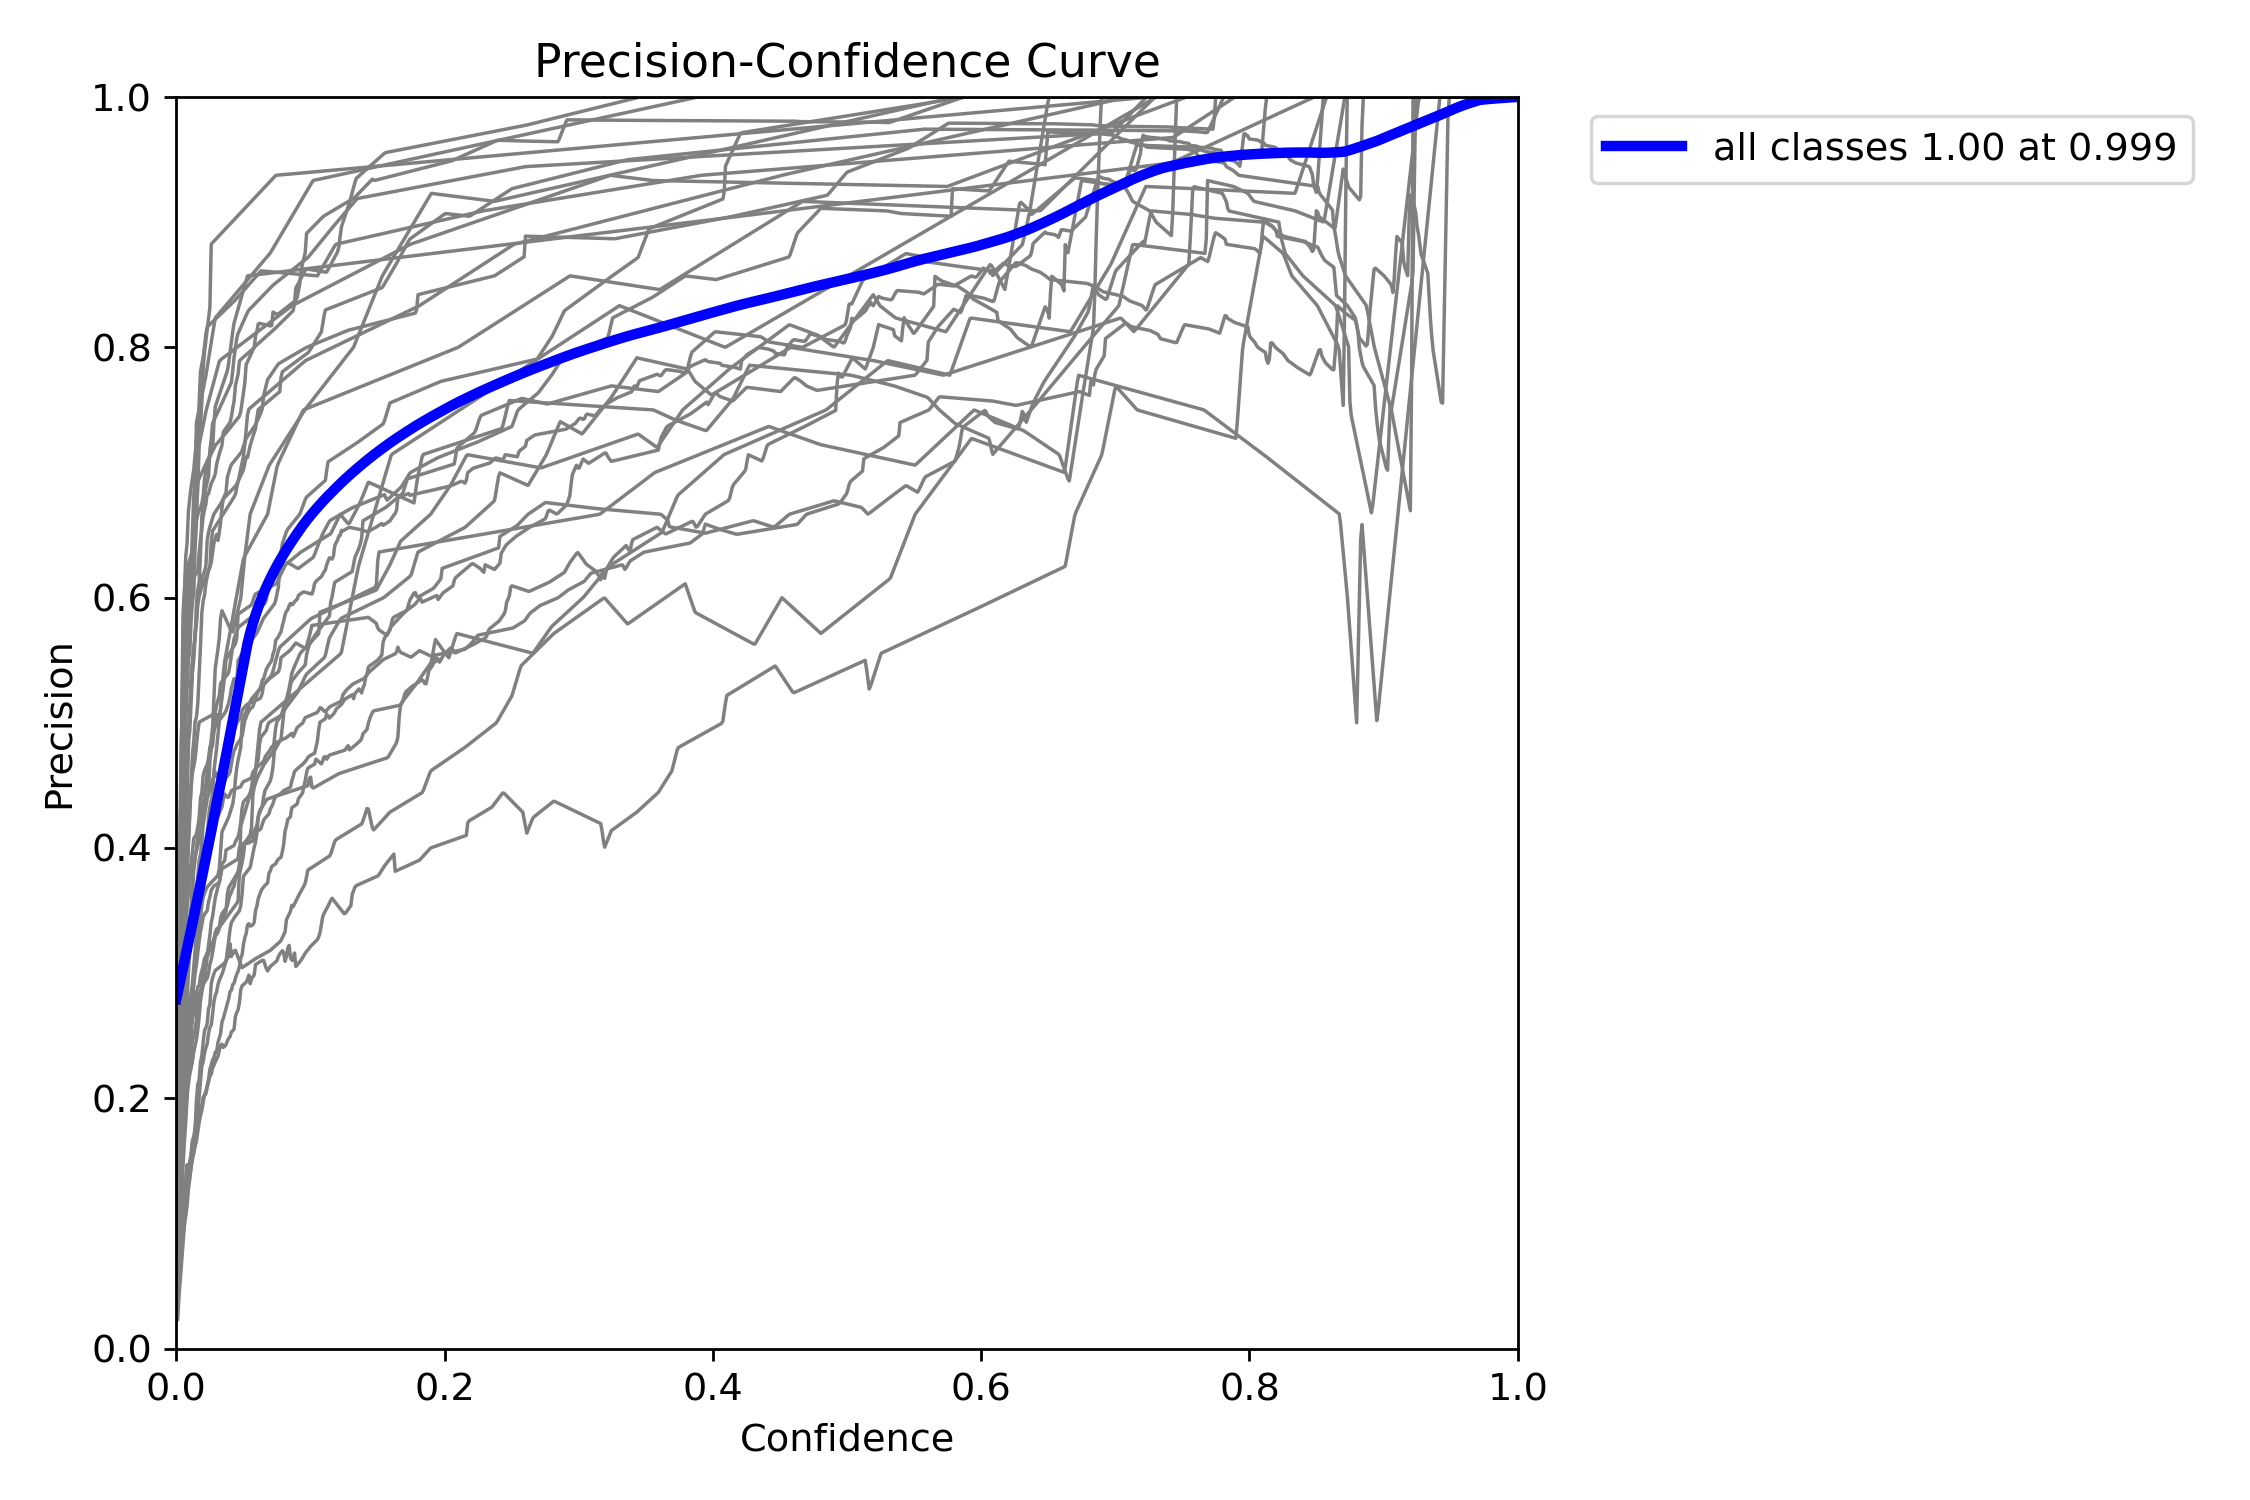 Precision-Confidence Curve
1.0
0.8
0.6
0.4
0.2
0.0
Precision
0.0 0.2 0.4 0.6 0.8 1.0
Confidence
all classes 1.00 at 0.999